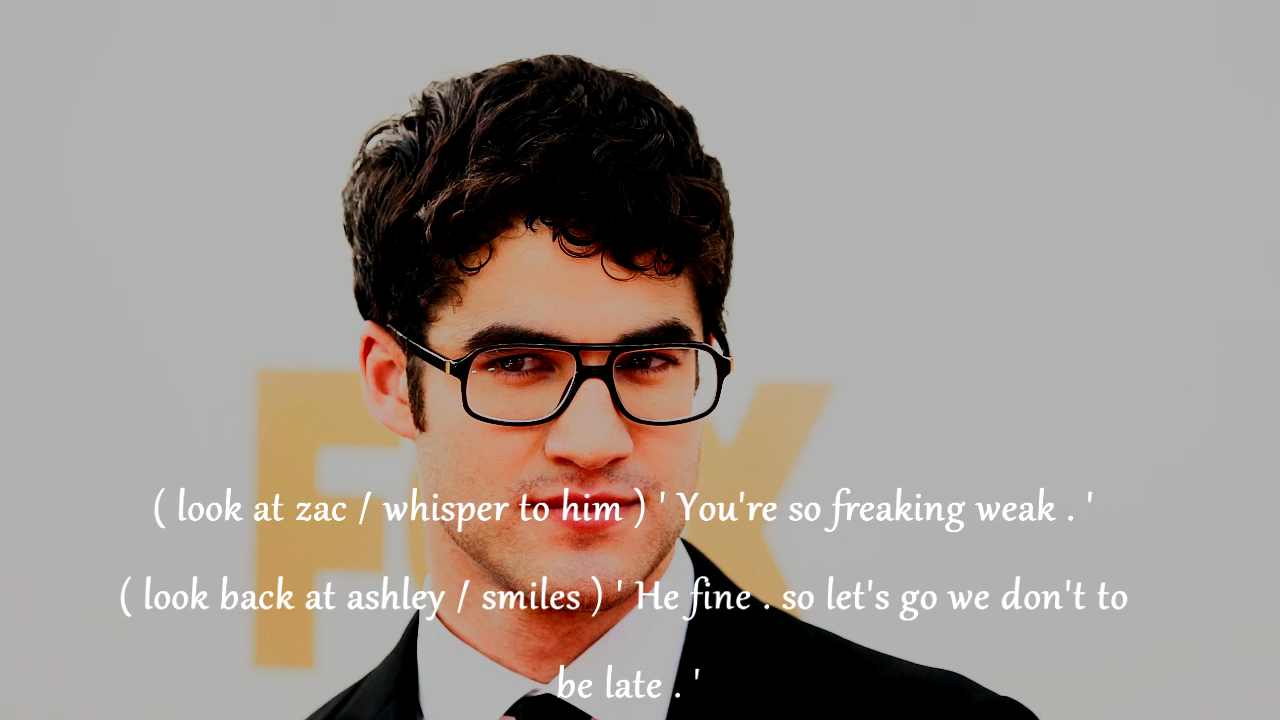 FOX
( look at zac / whisper to him ) ' You're so freaking weak . '
( look back at ashley / smiles ) ' He fine . so let's go we don't to
be late . '